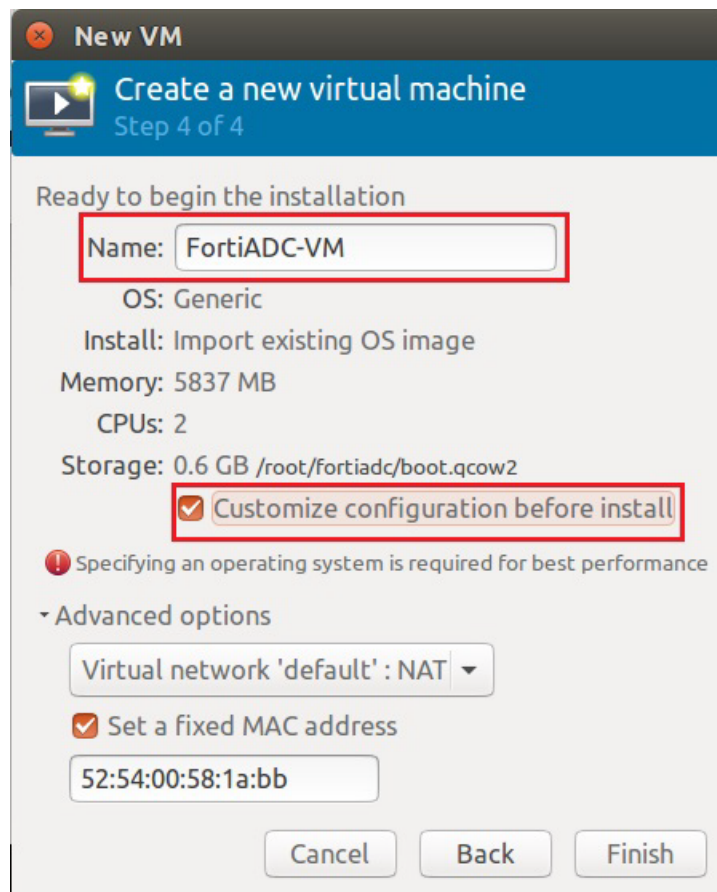 New VM
Create a new virtual machine
Step 4 of 4
Ready to begin the installation
Name: FortiADC-VM
OS: Generic
Install: Import existing OS image
Memory: 5837 MB
CPUs: 2
Storage: 0.6 GB /root/fortiadc/boot.qcow2
Customize configuration before install
Specifying an operating system is required for best performance
Advanced options
Virtual network 'default' : NAT
Set a fixed MAC address
52:54:00:58:1a:bb
Cancel Back Finish